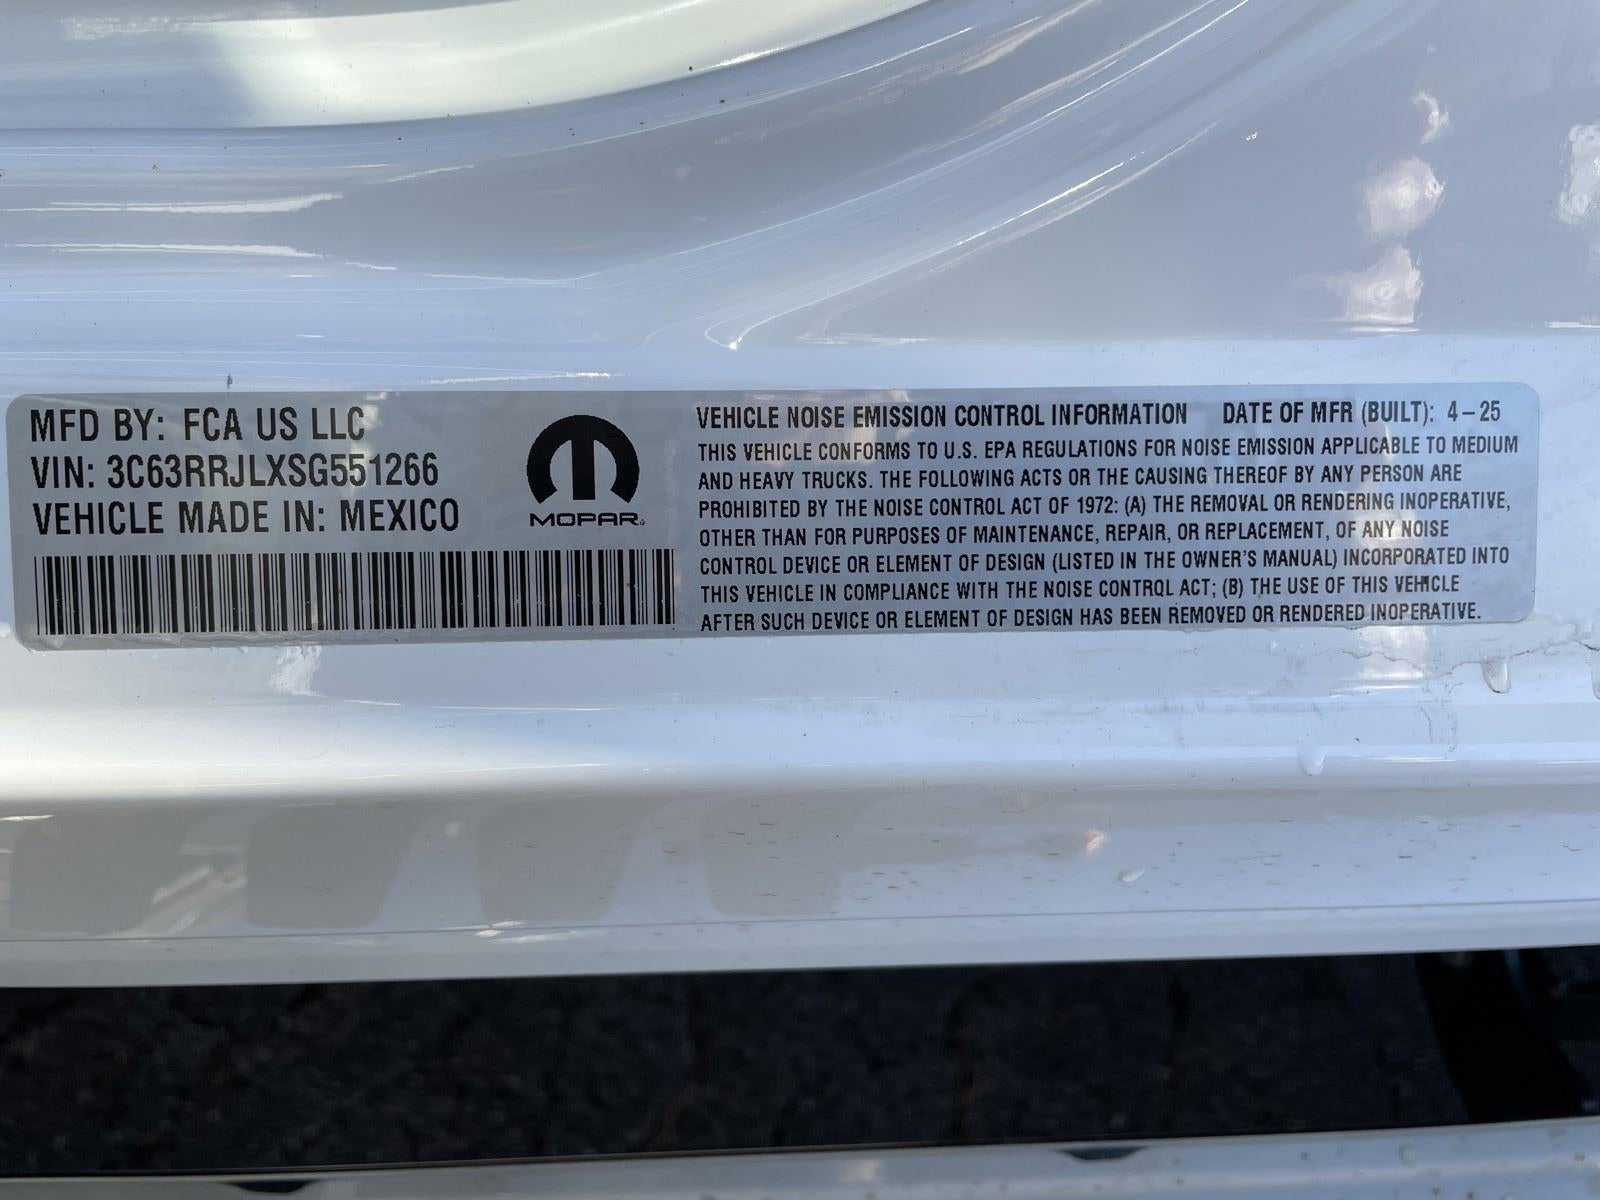 MFD BY: FCA US LLC
VIN: 3C63RRJLXSG551266
VEHICLE MADE IN: MEXICO
MOPAR®
VEHICLE NOISE EMISSION CONTROL INFORMATION DATE OF MFR (BUILT): 4-25
THIS VEHICLE CONFORMS TO U.S. EPA REGULATIONS FOR NOISE EMISSION APPLICABLE TO MEDIUM
AND HEAVY TRUCKS. THE FOLLOWING ACTS OR THE CAUSING THEREOF BY ANY PERSON ARE
PROHIBITED BY THE NOISE CONTROL ACT OF 1972: (A) THE REMOVAL OR RENDERING INOPERATIVE,
OTHER THAN FOR PURPOSES OF MAINTENANCE, REPAIR, OR REPLACEMENT, OF ANY NOISE
CONTROL DEVICE OR ELEMENT OF DESIGN (LISTED IN THE OWNER'S MANUAL) INCORPORATED INTO
THIS VEHICLE IN COMPLIANCE WITH THE NOISE CONTROL ACT; (B) THE USE OF THIS VEHICLE
AFTER SUCH DEVICE OR ELEMENT OF DESIGN HAS BEEN REMOVED OR RENDERED INOPERATIVE.